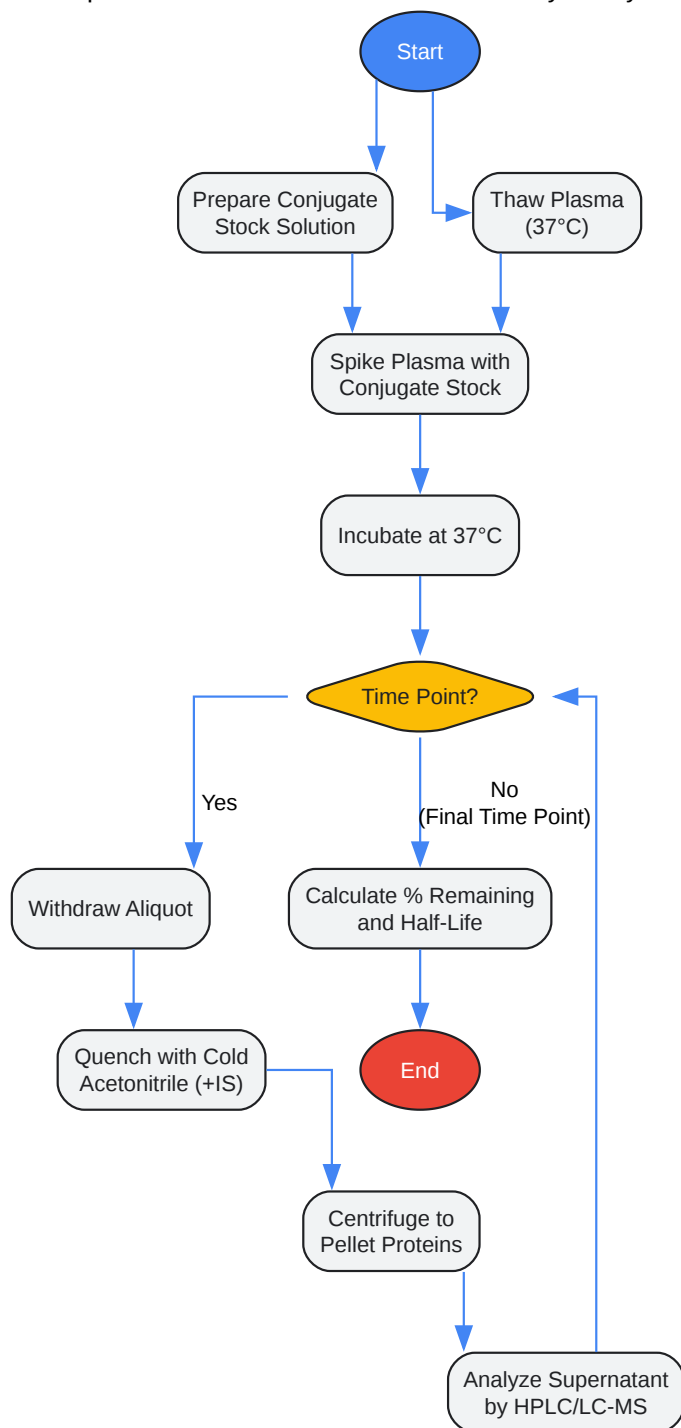 Start
Prepare Conjugate
Stock Solution
Thaw Plasma
(37°C)
Spike Plasma with
Conjugate Stock
Incubate at 37°C
Time Point?
Yes
No
(Final Time Point)
Withdraw Aliquot
Calculate % Remaining
and Half-Life
Quench with Cold
Acetonitrile (+IS)
End
Centrifuge to
Pellet Proteins
Analyze Supernatant
by HPLC/LC-MS